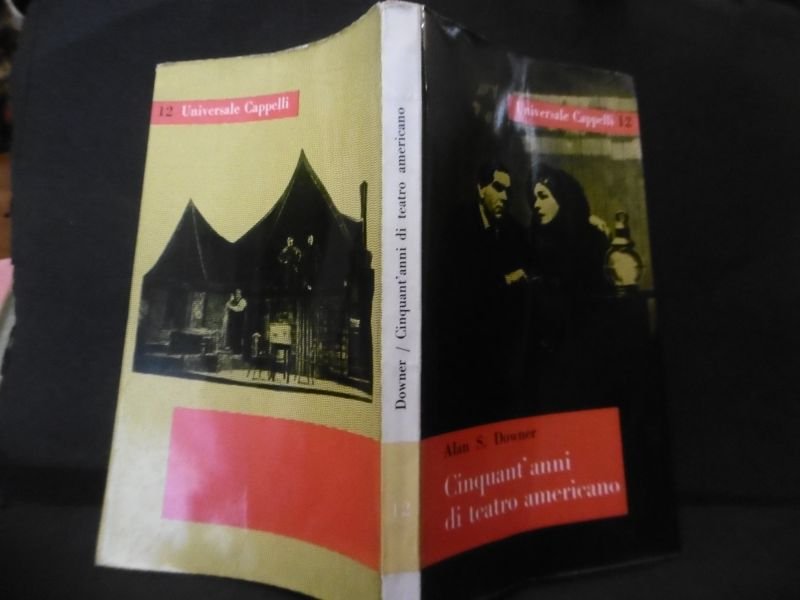 12 Universale Cappelli
Downer / Cinquant'anni di teatro americano
12
Universale Cappelli 12
Alan S. Downer
Cinquant'anni
di teatro americano